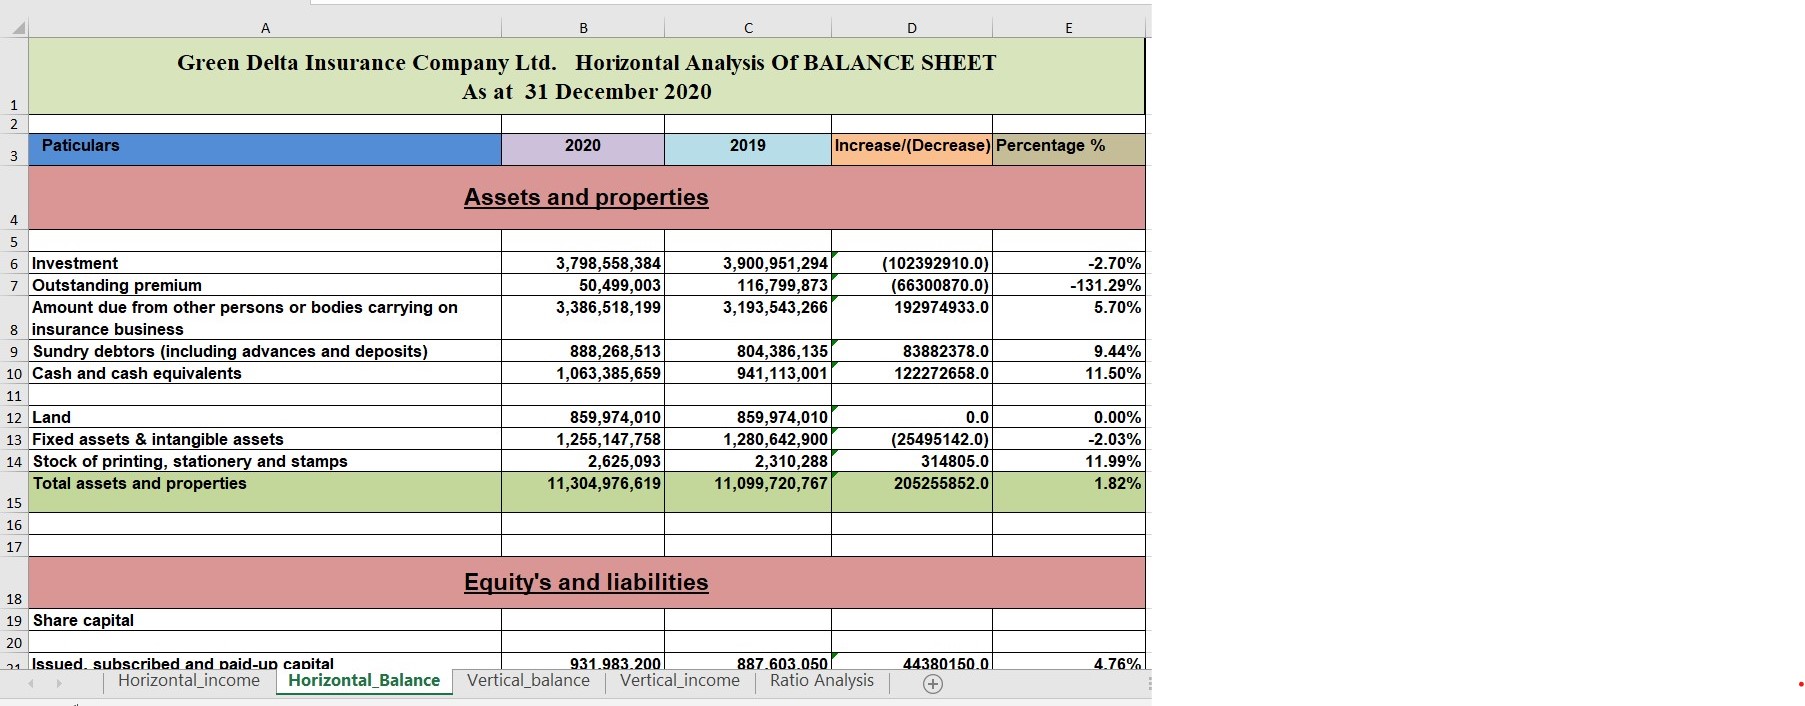 A B C D E
1 Green Delta Insurance Company Ltd. Horizontal Analysis Of BALANCE SHEET
As at 31 December 2020
2
3 Paticulars 2020 2019 Increase/(Decrease) Percentage %
4 Assets and properties
5
6 Investment 3,798,558,384 3,900,951,294 (102392910.0) -2.70%
7 Outstanding premium 50,499,003 116,799,873 (66300870.0) -131.29%
Amount due from other persons or bodies carrying on 3,386,518,199 3,193,543,266 192974933.0 5.70%
8 insurance business
9 Sundry debtors (including advances and deposits) 888,268,513 804,386,135 83882378.0 9.44%
10 Cash and cash equivalents 1,063,385,659 941,113,001 122272658.0 11.50%
11
12 Land 859,974,010 859,974,010 0.0 0.00%
13 Fixed assets & intangible assets 1,255,147,758 1,280,642,900 (25495142.0) -2.03%
14 Stock of printing, stationery and stamps 2,625,093 2,310,288 314805.0 11.99%
15 Total assets and properties 11,304,976,619 11,099,720,767 205255852.0 1.82%
16
17
18 Equity's and liabilities
19 Share capital
20
21 Issued, subscribed and paid-up capital 931,983,200 887,603,050 44380150.0 4.76%
Horizontal_income Horizontal_Balance Vertical_balance Vertical_income Ratio Analysis